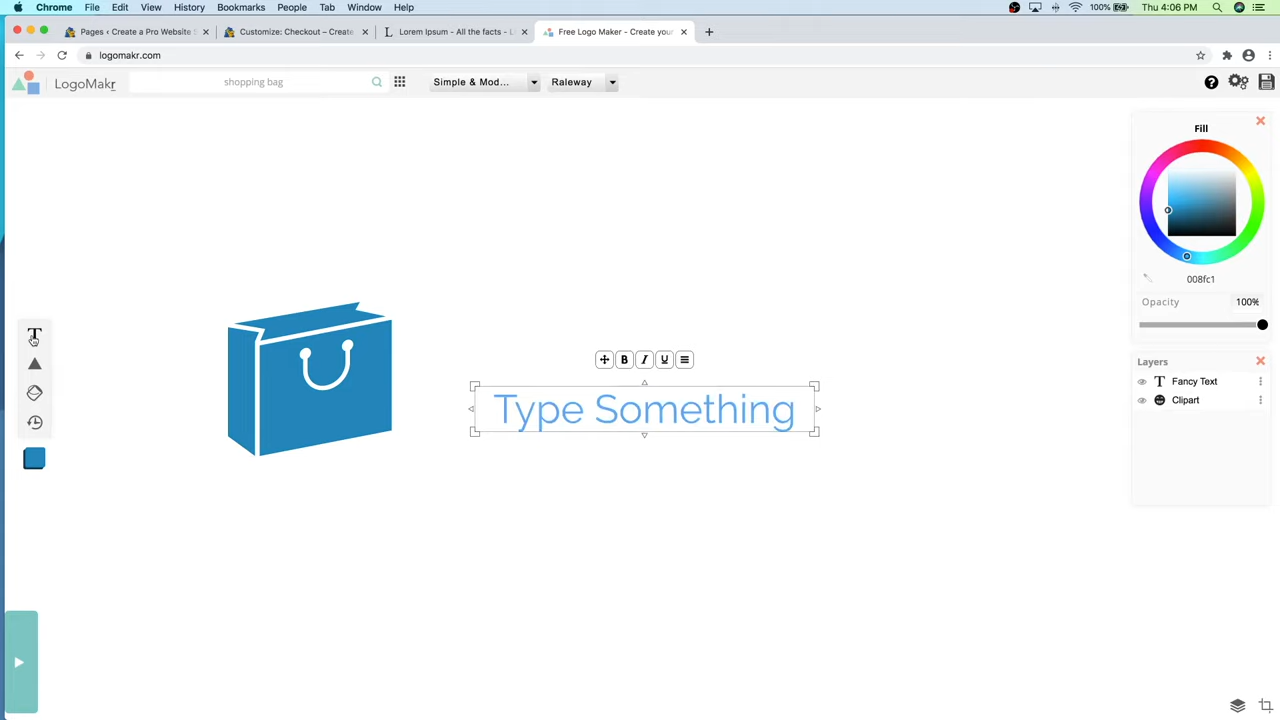 Chrome File Edit View History Bookmarks People Tab Window Help 100% Thu 4:06 PM
Pages ‹ Create a Pro Website
Customize: Checkout – Create
Lorem Ipsum - All the facts - Li
Free Logo Maker - Create your
logomakr.com
LogoMakr
shopping bag
Simple & Mod...
Raleway
Fill
008fc1
Opacity 100%
T
B I U
Type Something
Layers
T Fancy Text
Clipart